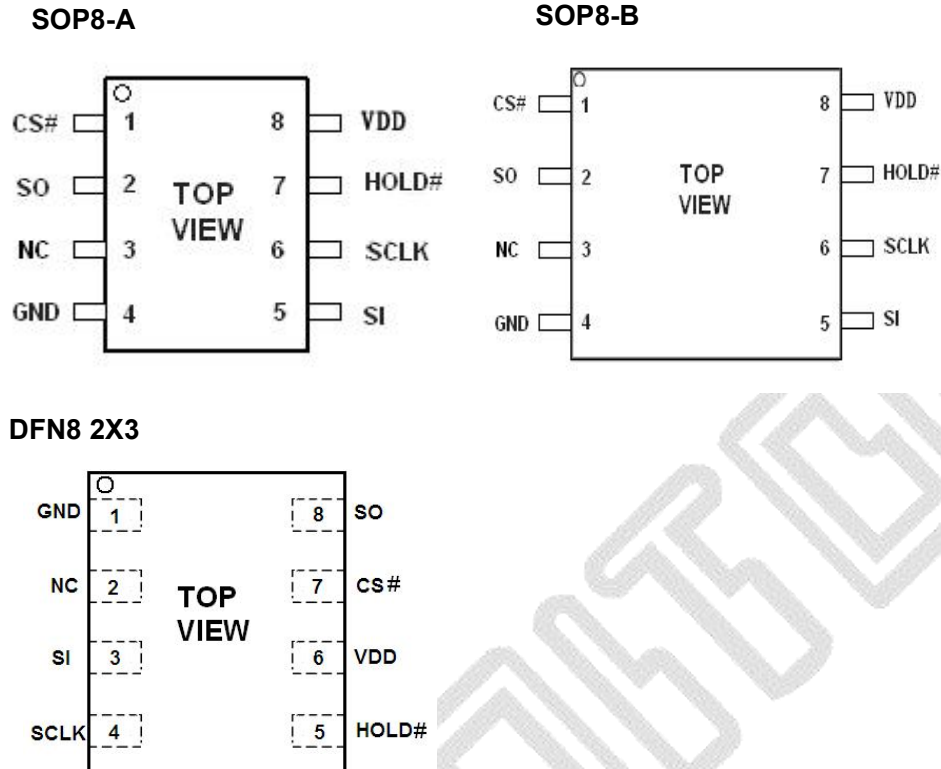 SOP8-A
CS# 1 8 VDD
SO 2 TOP VIEW 7 HOLD#
NC 3 6 SCLK
GND 4 5 SI
SOP8-B
CS# 1 8 VDD
SO 2 TOP VIEW 7 HOLD#
NC 3 6 SCLK
GND 4 5 SI
DFN8 2X3
GND 1 8 SO
NC 2 TOP VIEW 7 CS#
SI 3 6 VDD
SCLK 4 5 HOLD#